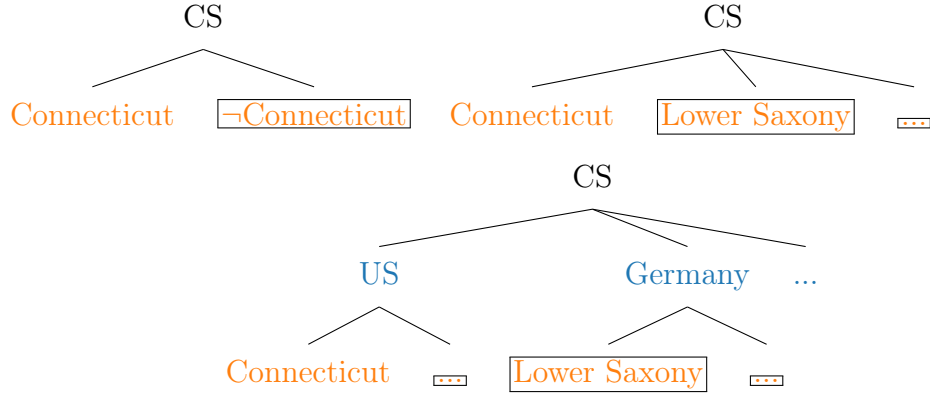 CS CS
Connecticut ¬Connecticut Connecticut Lower Saxony ...
CS
US Germany ...
Connecticut ... Lower Saxony ...